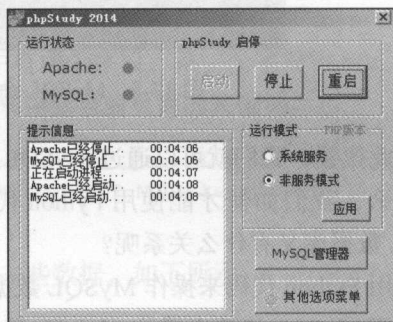 phpStudy 2014
运行状态
Apache:
MySQL:
phpStudy 启停
启动
停止
重启
提示信息
Apache已经停止.. 00:04:06
MySQL已经停止.. 00:04:06
正在启动进程.... 00:04:07
Apache已经启动. 00:04:08
MySQL已经启动. 00:04:08
运行模式
PHP版本
系统服务
非服务模式
应用
MySQL管理器
其他选项菜单